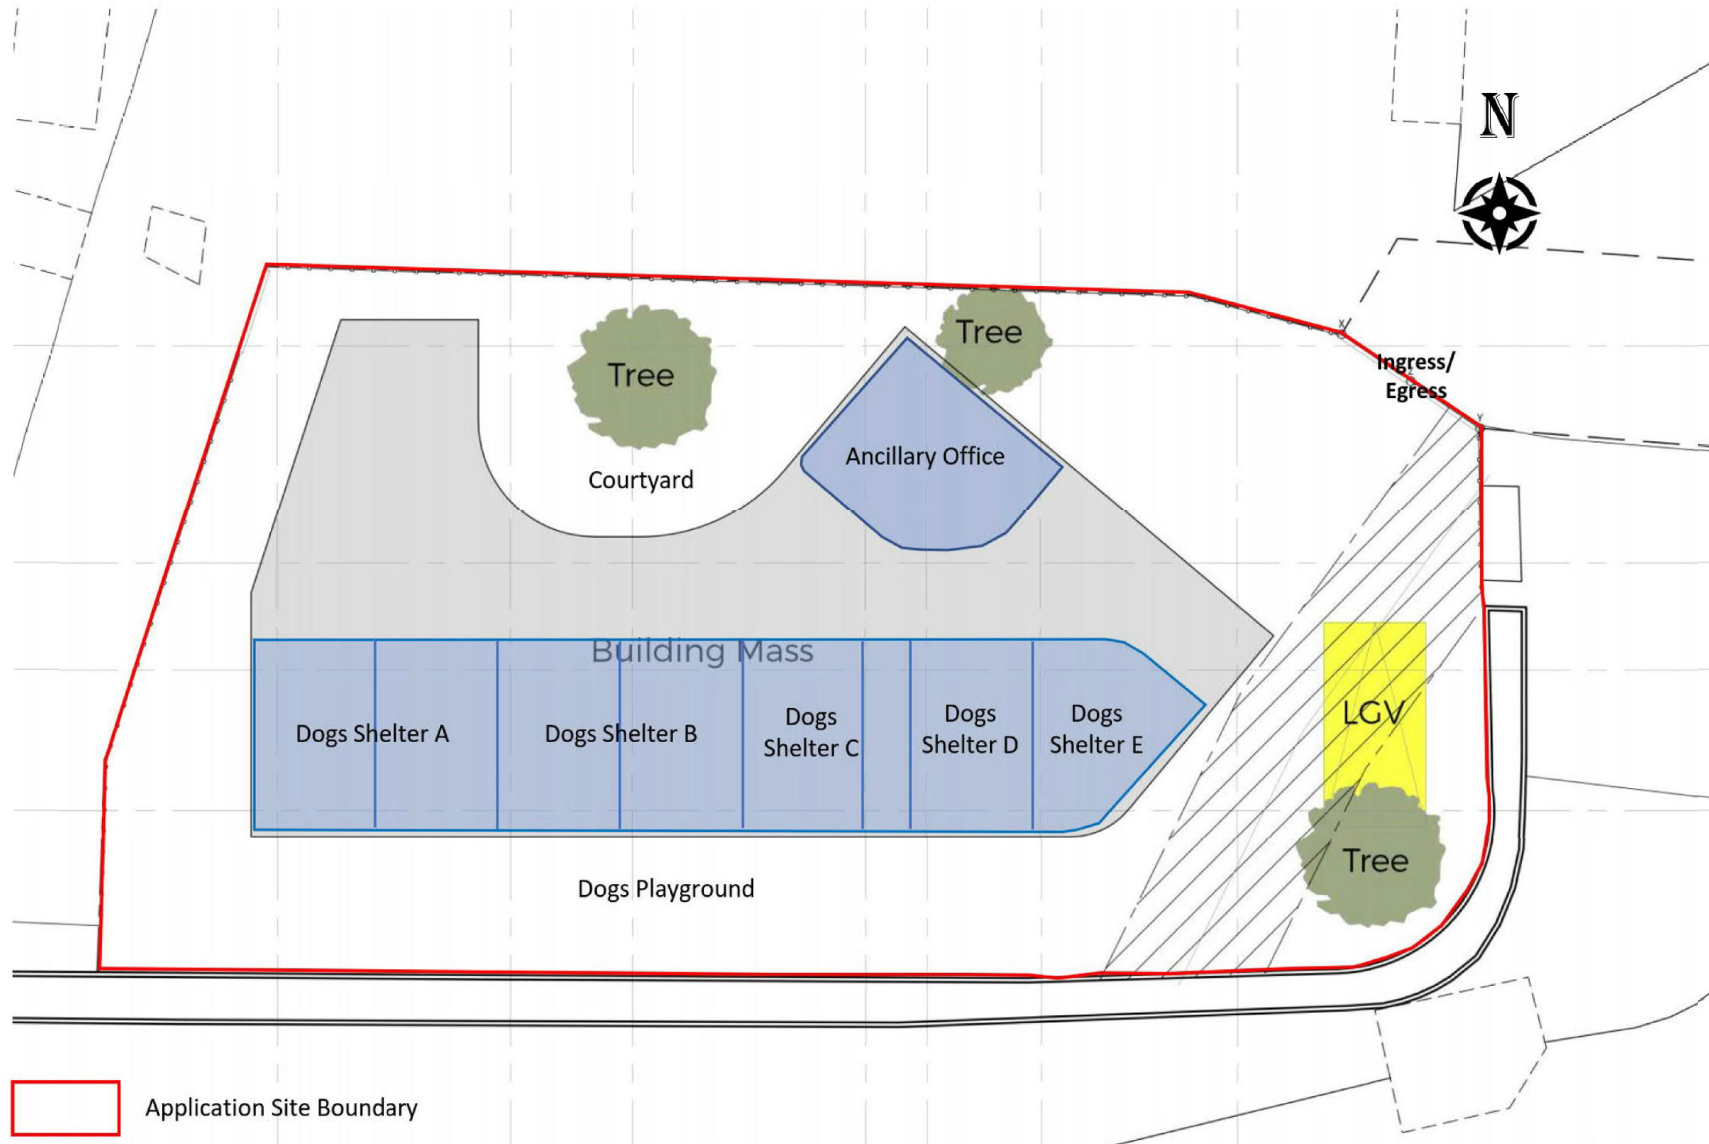 N
Tree
Tree
Ingress/
Egress
X
Z
Y
Ancillary Office
Courtyard
Building Mass
Dogs Shelter A
Dogs Shelter B
Dogs
Shelter C
Dogs
Shelter D
Dogs
Shelter E
LGV
Tree
Dogs Playground
Application Site Boundary